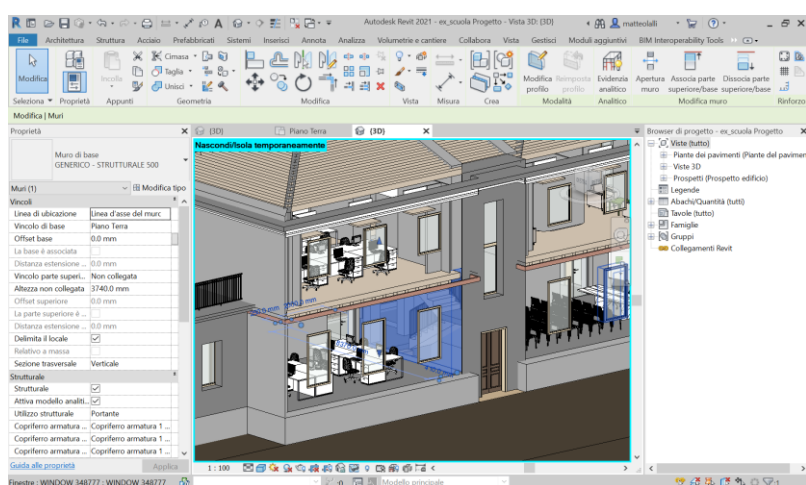 Autodesk Revit 2021 - ex_scuola Progetto - Vista 3D: {3D}
matteolalli
File Architettura Struttura Acciaio Prefabbricati Sistemi Inserisci Annota Analizza Volumetrie e cantiere Collabora Vista Gestisci Moduli aggiuntivi BIM Interoperability Tools
Modifica Incolla Cimasa Taglia Unisci Modifica profilo Reimposta profilo Evidenzia analitico Apertura muro Associa parte superiore/base Dissocia parte superiore/base
Seleziona Proprietà Appunti Geometria Modifica Vista Misura Crea Modalità Analitico Modifica muro Rinforzo
Modifica | Muri
Proprietà
{3D} Piano Terra {3D}
Browser di progetto - ex_scuola Progetto
Nascondi/Isola temporaneamente
Muro di base
GENERICO - STRUTTURALE 500
Muri (1) Modifica tipo
Vincoli
Linea di ubicazione Linea d'asse del murc
Vincolo di base Piano Terra
Offset base 0.0 mm
La base è associata
Distanza estensione ... 0.0 mm
Vincolo parte superi... Non collegata
Altezza non collegata 3740.0 mm
Offset superiore 0.0 mm
La parte superiore è ...
Distanza estensione ... 0.0 mm
Delimita il locale
Relativo a massa
Sezione trasversale Verticale
Strutturale
Strutturale
Attiva modello analiti...
Utilizzo strutturale Portante
Copriferro armatura ... Copriferro armatura 1 ...
Copriferro armatura ... Copriferro armatura 1 ...
Copriferro armatura ... Copriferro armatura 1 ...
Guida alle proprietà Applica
Viste (tutto)
Piante dei pavimenti (Piante del pavimen
Viste 3D
Prospetti (Prospetto edificio)
Legende
Abachi/Quantità (tutti)
Tavole (tutto)
Famiglie
Gruppi
Collegamenti Revit
1 : 100
Finestre : WINDOW 348777 : WINDOW 348777 :0 Modello principale